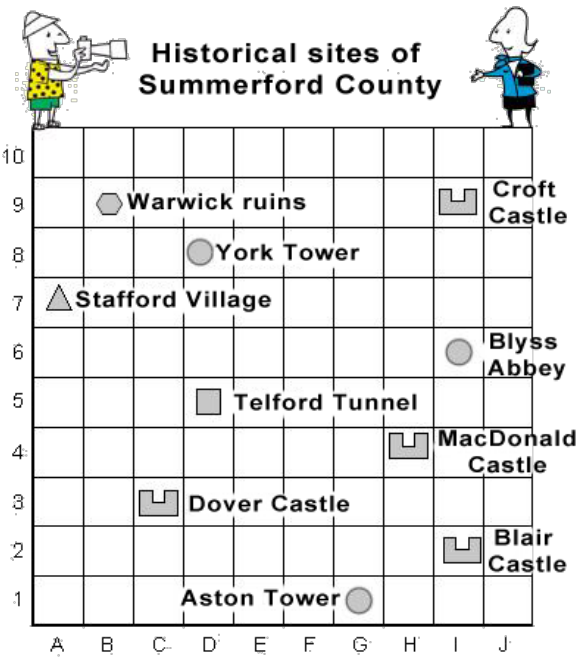 Historical sites of
Summerford County
10
9
Warwick ruins
Croft
Castle
8
York Tower
7
Stafford Village
6
Blyss
Abbey
5
Telford Tunnel
4
MacDonald
Castle
3
Dover Castle
2
Blair
Castle
1
Aston Tower
A B C D E F G H I J